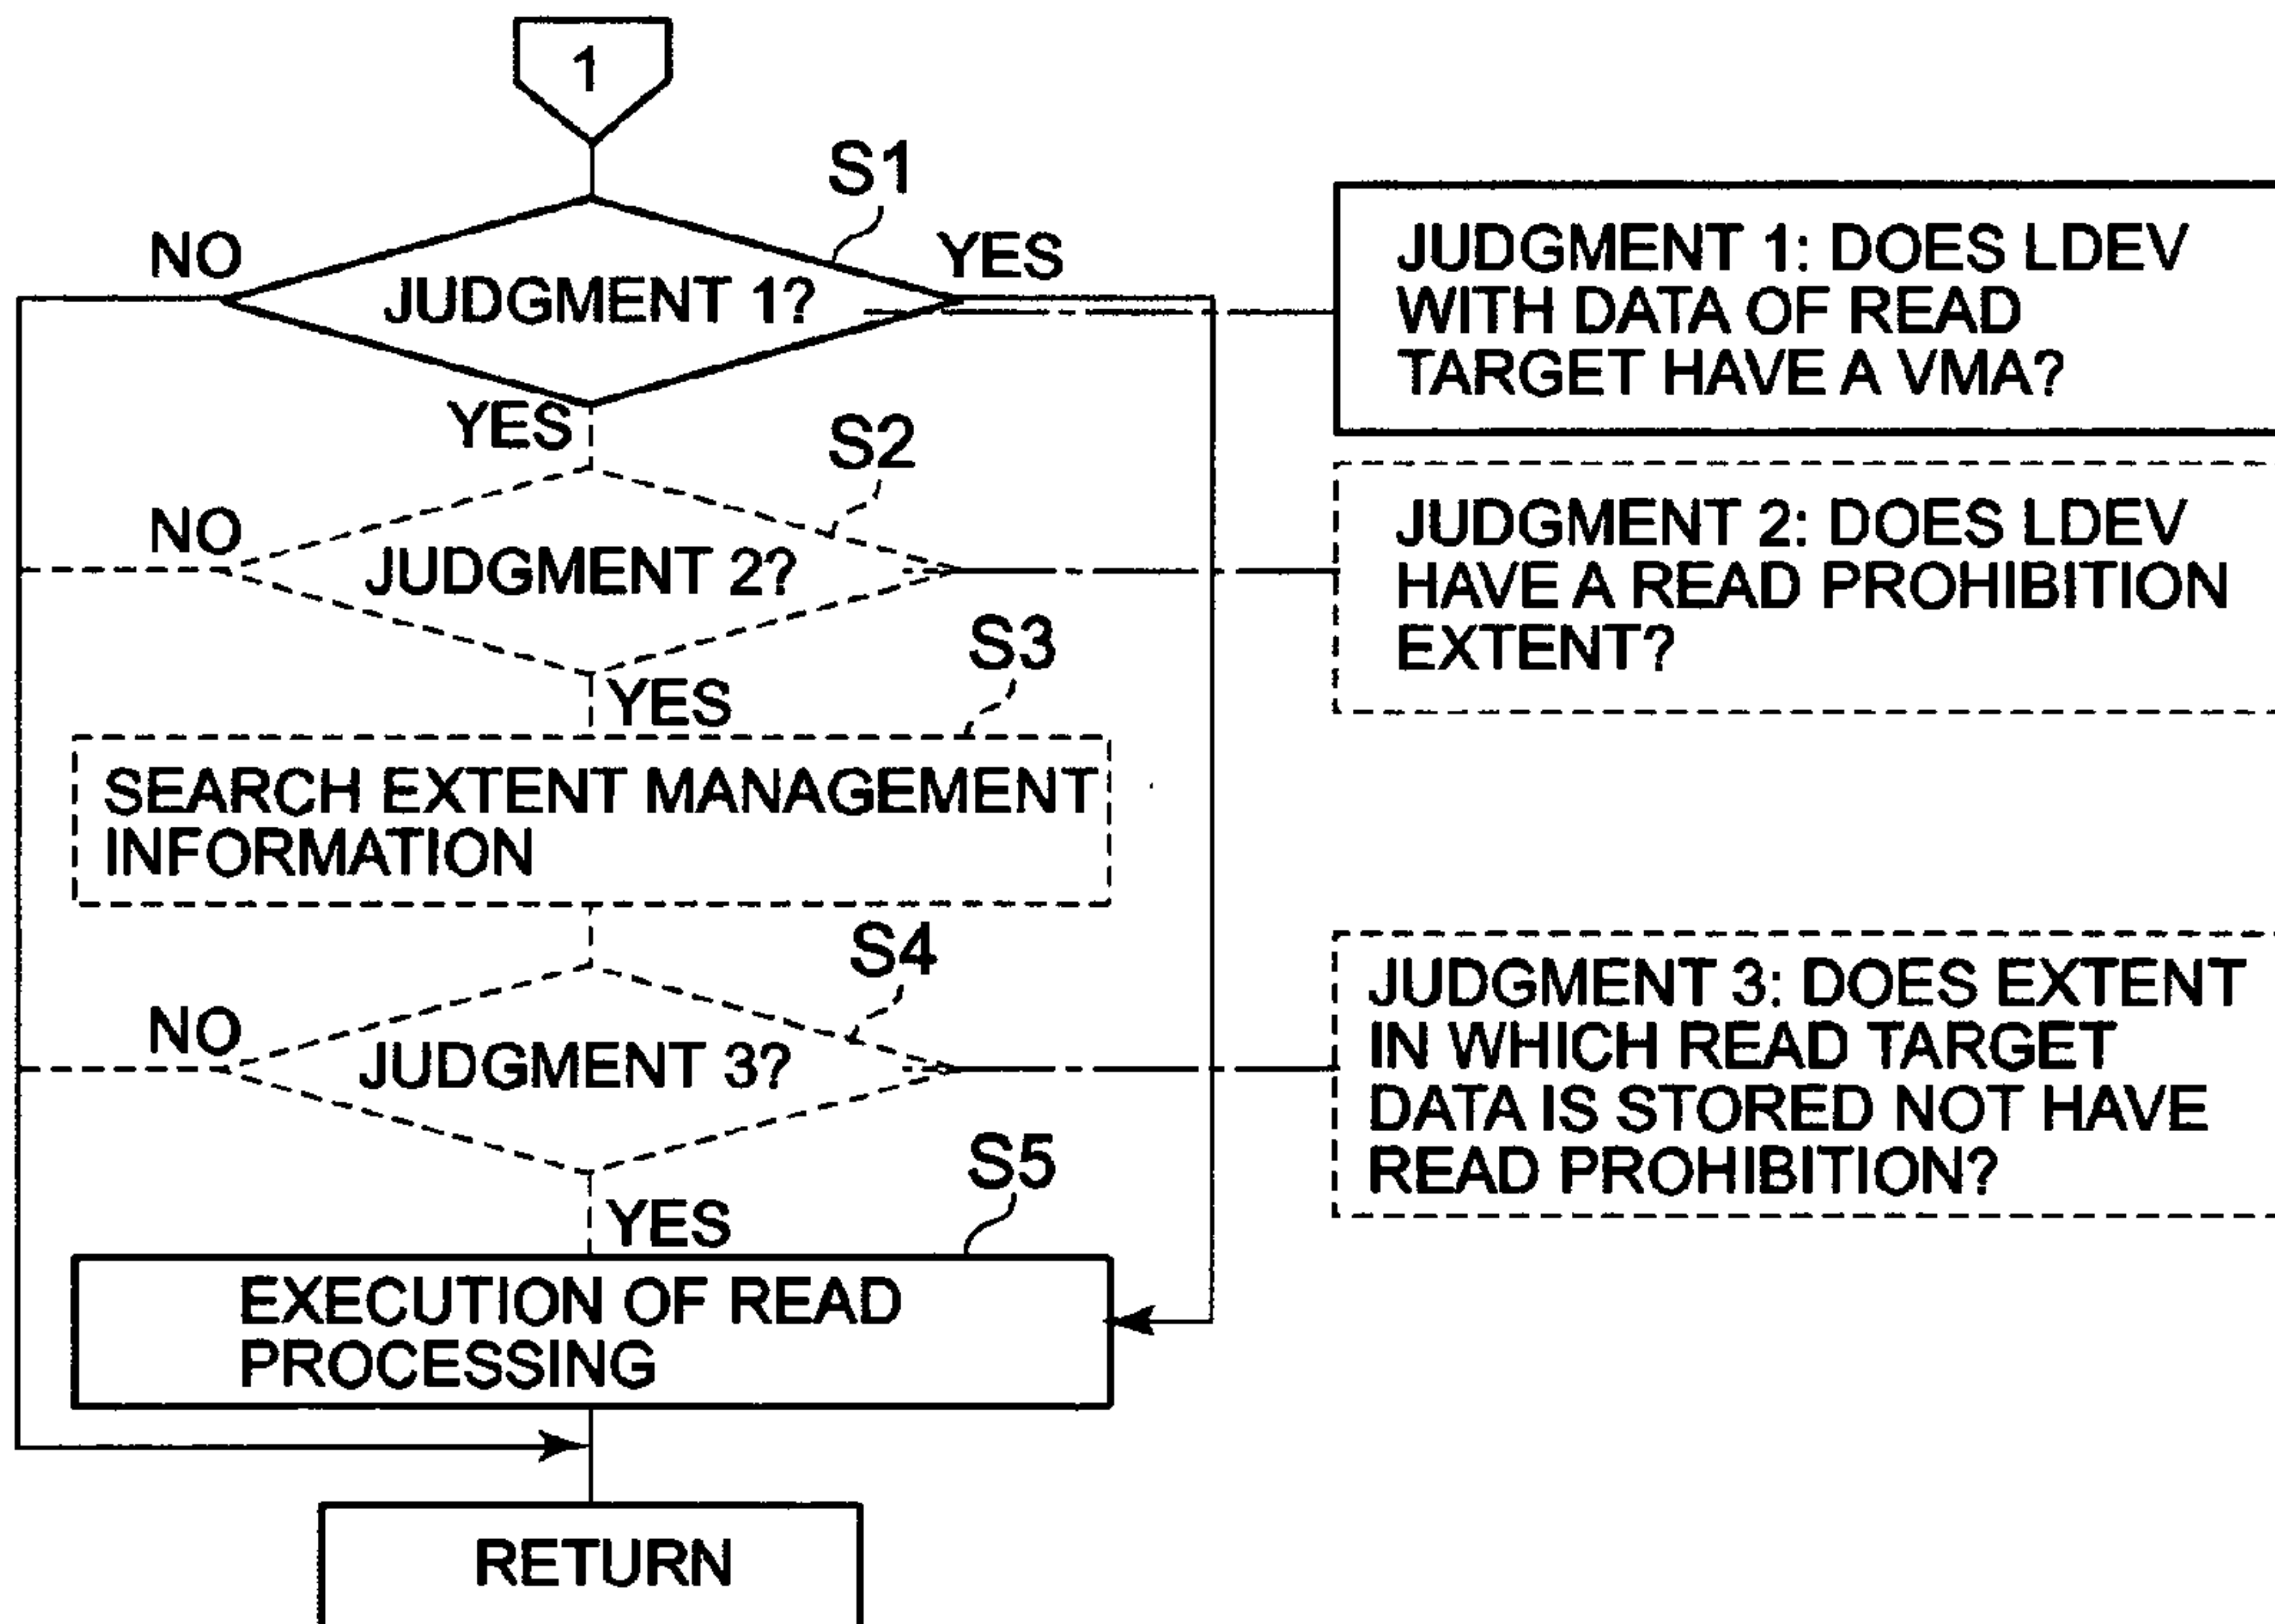 1
S1
NO
YES
JUDGMENT 1?
JUDGMENT 1: DOES LDEV
WITH DATA OF READ
TARGET HAVE A VMA?
YES
S2
NO
JUDGMENT 2?
JUDGMENT 2: DOES LDEV
HAVE A READ PROHIBITION
EXTENT?
S3
YES
SEARCH EXTENT MANAGEMENT
INFORMATION
S4
NO
JUDGMENT 3?
JUDGMENT 3: DOES EXTENT
IN WHICH READ TARGET
DATA IS STORED NOT HAVE
READ PROHIBITION?
S5
YES
EXECUTION OF READ
PROCESSING
RETURN